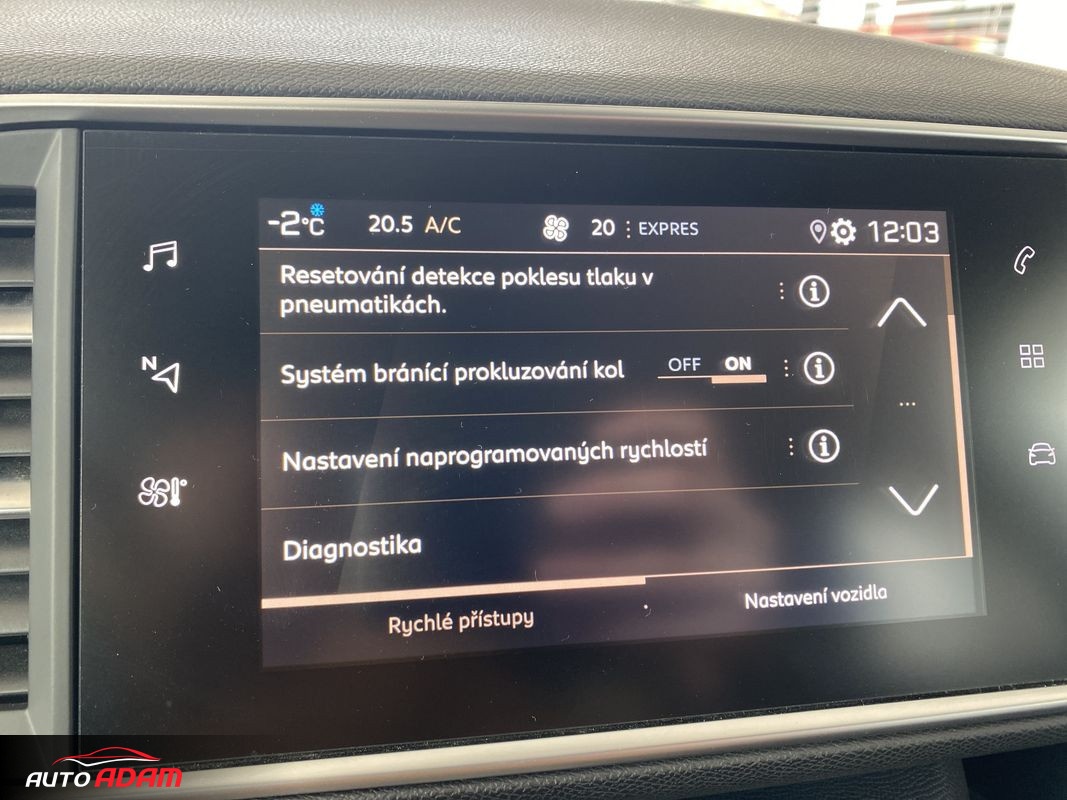 -2°C 20.5 A/C 20 EXPRES 12:03
Resetování detekce poklesu tlaku v
pneumatikách.
Systém bránící prokluzování kol OFF ON
Nastavení naprogramovaných rychlostí
Diagnostika
Rychlé přístupy Nastavení vozidla
N
AUTO ADAM